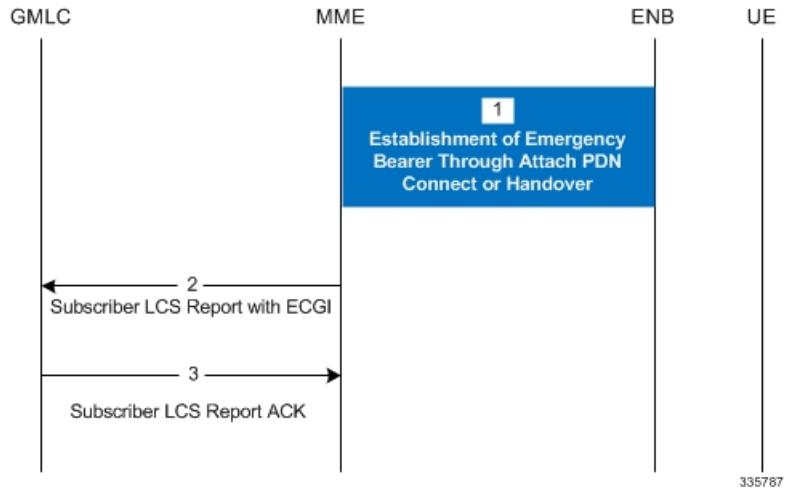 GMLC
MME
ENB
UE
1
Establishment of Emergency
Bearer Through Attach PDN
Connect or Handover
2
Subscriber LCS Report with ECGI
3
Subscriber LCS Report ACK
335787